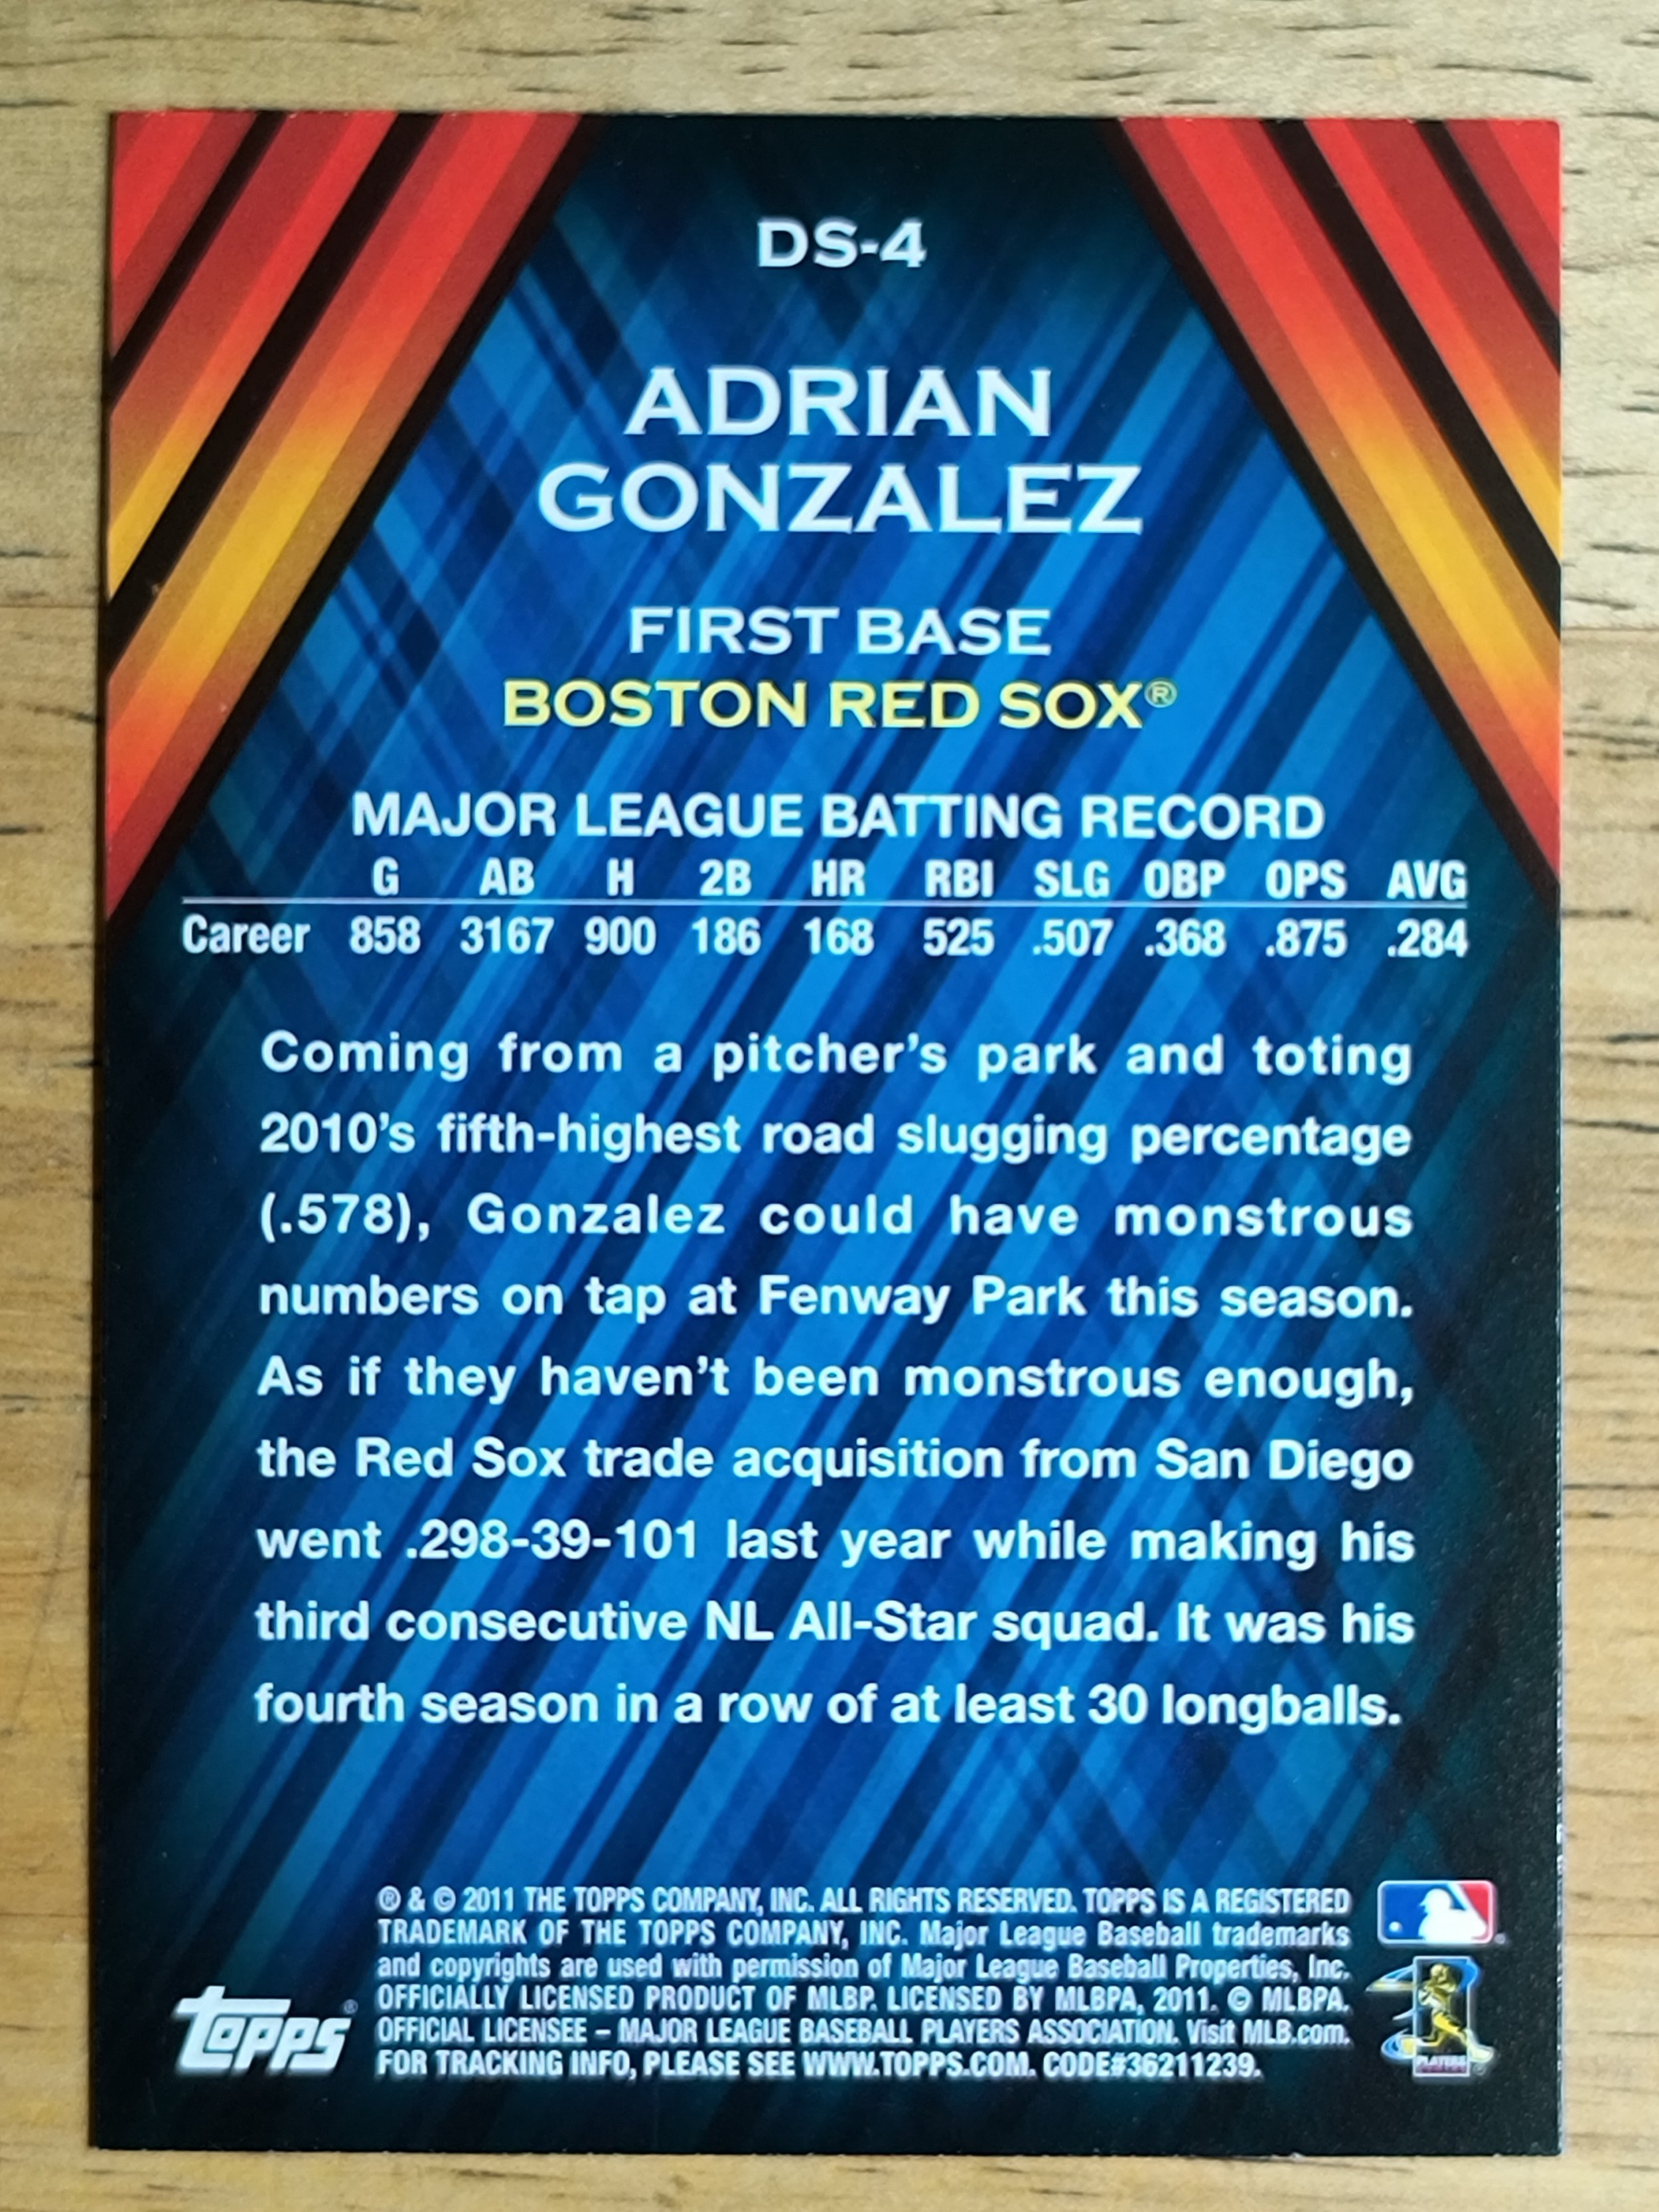 DS-4
ADRIAN
GONZALEZ
FIRST BASE
BOSTON RED SOX®
MAJOR LEAGUE BATTING RECORD
G AB H 2B HR RBI SLG OBP OPS AVG
Career 858 3167 900 186 168 525 .507 .368 .875 .284
Coming from a pitcher's park and toting
2010's fifth-highest road slugging percentage
(.578), Gonzalez could have monstrous
numbers on tap at Fenway Park this season.
As if they haven't been monstrous enough,
the Red Sox trade acquisition from San Diego
went .298-39-101 last year while making his
third consecutive NL All-Star squad. It was his
fourth season in a row of at least 30 longballs.
® & © 2011 THE TOPPS COMPANY, INC. ALL RIGHTS RESERVED. TOPPS IS A REGISTERED
TRADEMARK OF THE TOPPS COMPANY, INC. Major League Baseball trademarks
and copyrights are used with permission of Major League Baseball Properties, Inc.
OFFICIALLY LICENSED PRODUCT OF MLBP. LICENSED BY MLBPA, 2011. © MLBPA.
OFFICIAL LICENSEE – MAJOR LEAGUE BASEBALL PLAYERS ASSOCIATION. Visit MLB.com.
FOR TRACKING INFO, PLEASE SEE WWW.TOPPS.COM. CODE#36211239.
Topps®
PLAYERS